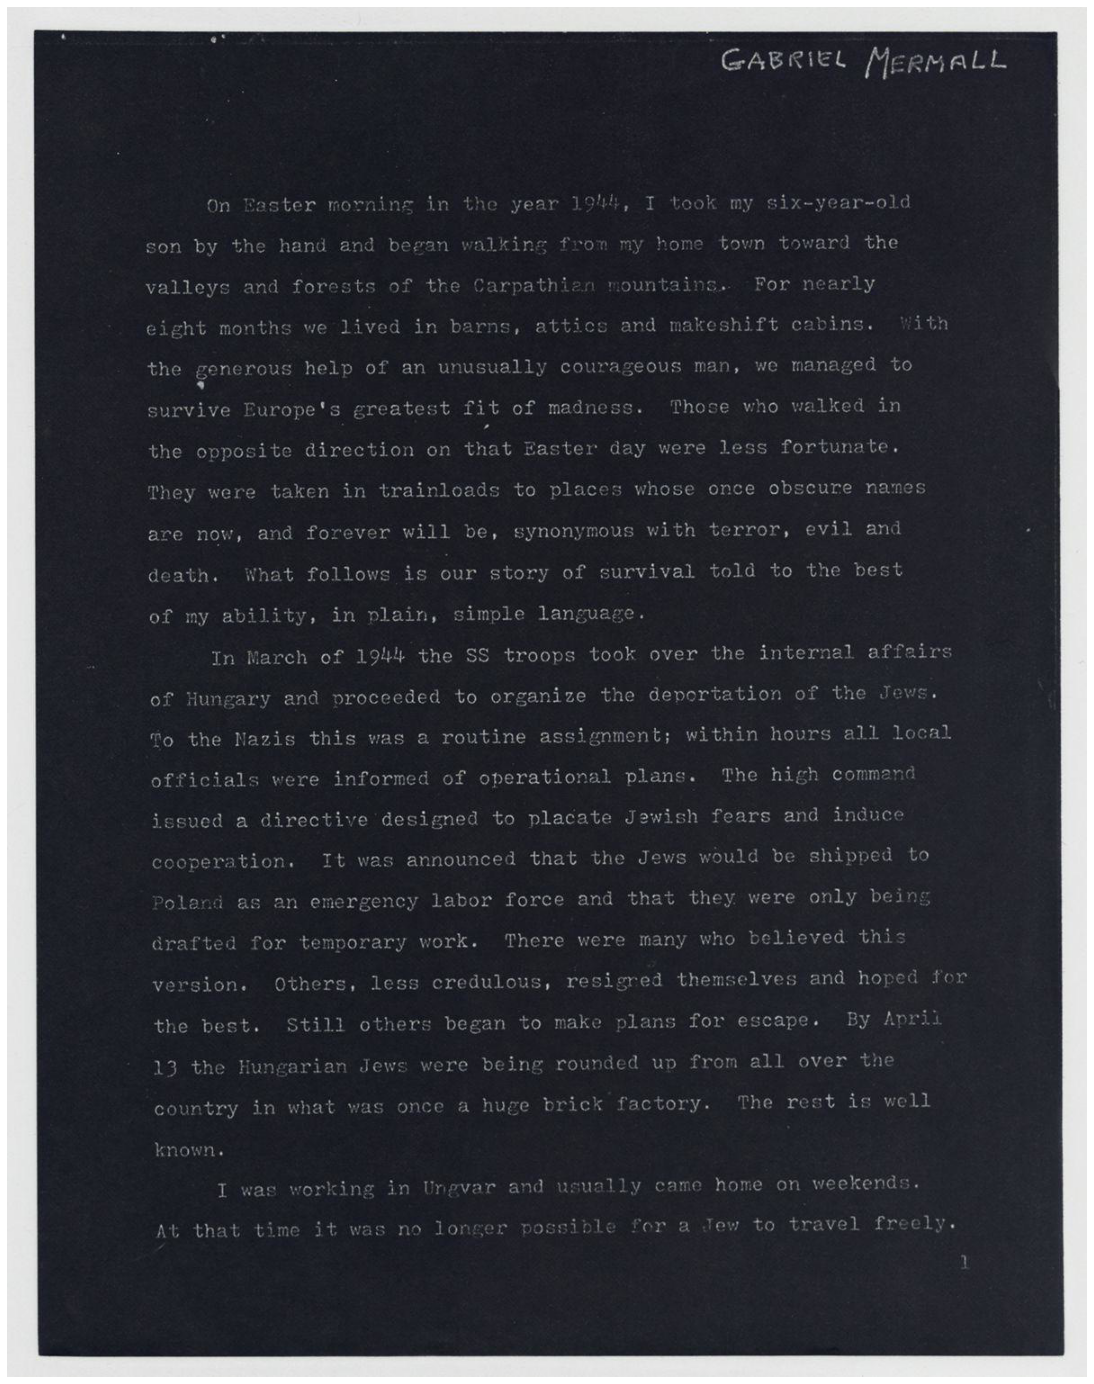 GABRIEL MERMALL
On Easter morning in the year 1944, I took my six-year-old
son by the hand and began walking from my home town toward the
valleys and forests of the Carpathian mountains. For nearly
eight months we lived in barns, attics and makeshift cabins. With
the generous help of an unusually courageous man, we managed to
survive Europe's greatest fit of madness. Those who walked in
the opposite direction on that Easter day were less fortunate.
They were taken in trainloads to places whose once obscure names
are now, and forever will be, synonymous with terror, evil and
death. What follows is our story of survival told to the best
of my ability, in plain, simple language.
In March of 1944 the SS troops took over the internal affairs
of Hungary and proceeded to organize the deportation of the Jews.
To the Nazis this was a routine assignment; within hours all local
officials were informed of operational plans. The high command
issued a directive designed to placate Jewish fears and induce
cooperation. It was announced that the Jews would be shipped to
Poland as an emergency labor force and that they were only being
drafted for temporary work. There were many who believed this
version. Others, less credulous, resigned themselves and hoped for
the best. Still others began to make plans for escape. By April
13 the Hungarian Jews were being rounded up from all over the
country in what was once a huge brick factory. The rest is well
known.
I was working in Ungvar and usually came home on weekends.
At that time it was no longer possible for a Jew to travel freely.
1